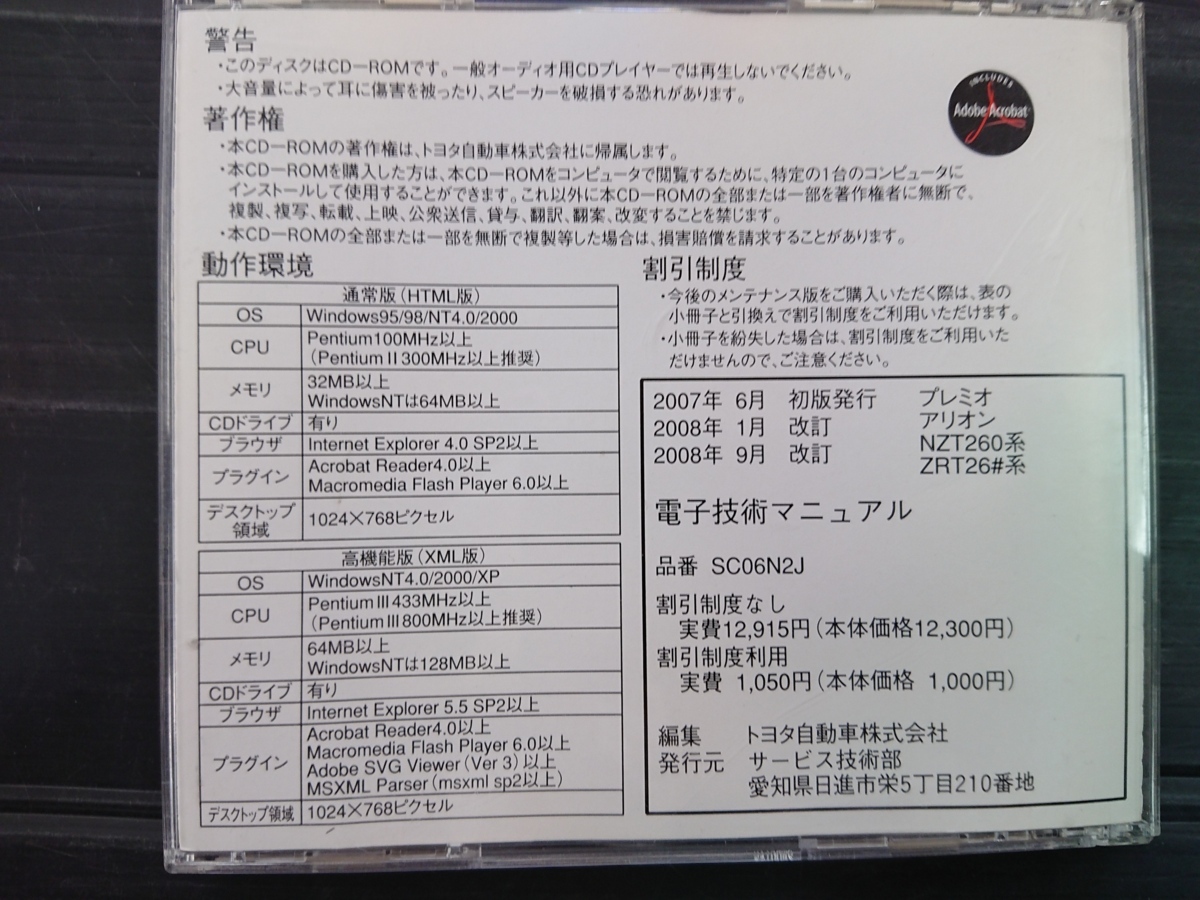 警告
・このディスクはCD－ROMです。一般オーディオ用CDプレイヤーでは再生しないでください。
・大音量によって耳に傷害を被ったり、スピーカーを破損する恐れがあります。
INCLUDES
Adobe Acrobat
著作権
・本CD－ROMの著作権は、トヨタ自動車株式会社に帰属します。
・本CD－ROMを購入した方は、本CD－ROMをコンピュータで閲覧するために、特定の1台のコンピュータに
インストールして使用することができます。これ以外に本CD－ROMの全部または一部を著作権者に無断で、
複製、複写、転載、上映、公衆送信、貸与、翻訳、翻案、改変することを禁じます。
・本CD－ROMの全部または一部を無断で複製等した場合は、損害賠償を請求することがあります。
動作環境
通常版（HTML版）
OS Windows95/98/NT4.0/2000
CPU Pentium100MHz以上
（PentiumⅡ300MHz以上推奨）
メモリ 32MB以上
WindowsNTは64MB以上
CDドライブ 有り
ブラウザ Internet Explorer 4.0 SP2以上
プラグイン Acrobat Reader4.0以上
Macromedia Flash Player 6.0以上
デスクトップ
領域 1024×768ピクセル
高機能版（XML版）
OS WindowsNT4.0/2000/XP
CPU PentiumⅢ433MHz以上
（PentiumⅢ800MHz以上推奨）
メモリ 64MB以上
WindowsNTは128MB以上
CDドライブ 有り
ブラウザ Internet Explorer 5.5 SP2以上
プラグイン Acrobat Reader4.0以上
Macromedia Flash Player 6.0以上
Adobe SVG Viewer（Ver 3）以上
MSXML Parser（msxml sp2以上）
デスクトップ領域 1024×768ピクセル
割引制度
・今後のメンテナンス版をご購入いただく際は、表の
小冊子と引換えで割引制度をご利用いただけます。
・小冊子を紛失した場合は、割引制度をご利用いた
だけませんので、ご注意ください。
2007年 6月 初版発行 プレミオ
2008年 1月 改訂 アリオン
2008年 9月 改訂 NZT260系
ZRT26#系
電子技術マニュアル
品番 SC06N2J
割引制度なし
実費12,915円（本体価格12,300円）
割引制度利用
実費 1,050円（本体価格 1,000円）
編集 トヨタ自動車株式会社
発行元 サービス技術部
愛知県日進市栄5丁目210番地